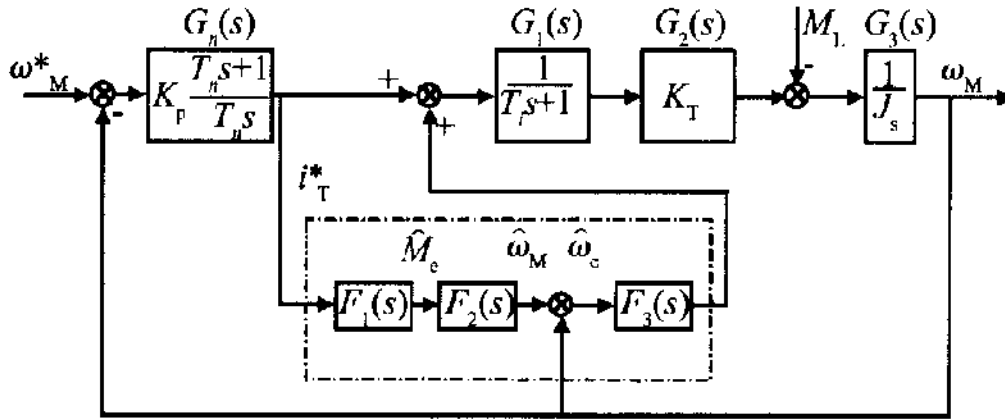 G_n(s)
G_1(s)
G_2(s)
M_L
G_3(s)
ω*_M
K_p (T_n s+1)/(T_n s)
+
1/(T_i s+1)
K_T
-
1/(J_s)
ω_M
-
+
i*_T
M̂_e
ω̂_M
ω̂_e
F_1(s)
F_2(s)
F_3(s)